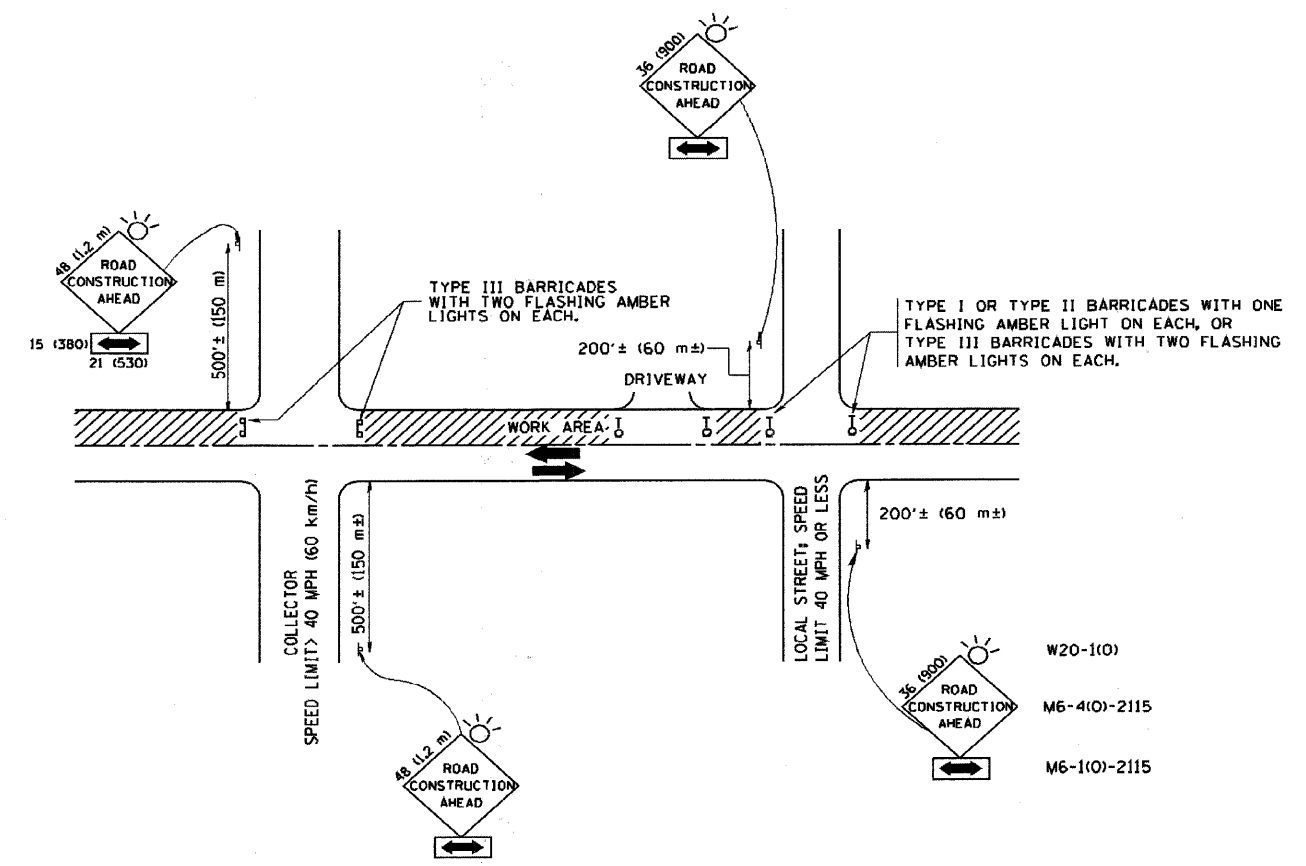 36 (900)
ROAD
CONSTRUCTION
AHEAD
48 (1.2 m)
ROAD
CONSTRUCTION
AHEAD
15 (380)
21 (530)
500'± (150 m)
TYPE III BARRICADES
WITH TWO FLASHING AMBER
LIGHTS ON EACH.
200'± (60 m±)
DRIVEWAY
TYPE I OR TYPE II BARRICADES WITH ONE
FLASHING AMBER LIGHT ON EACH, OR
TYPE III BARRICADES WITH TWO FLASHING
AMBER LIGHTS ON EACH.
WORK AREA
COLLECTOR
SPEED LIMIT> 40 MPH (60 km/h)
500'± (150 m±)
LOCAL STREET; SPEED
LIMIT 40 MPH OR LESS
200'± (60 m±)
36 (900)
ROAD
CONSTRUCTION
AHEAD
W20-1(O)
M6-4(O)-2115
M6-1(O)-2115
48 (1.2 m)
ROAD
CONSTRUCTION
AHEAD